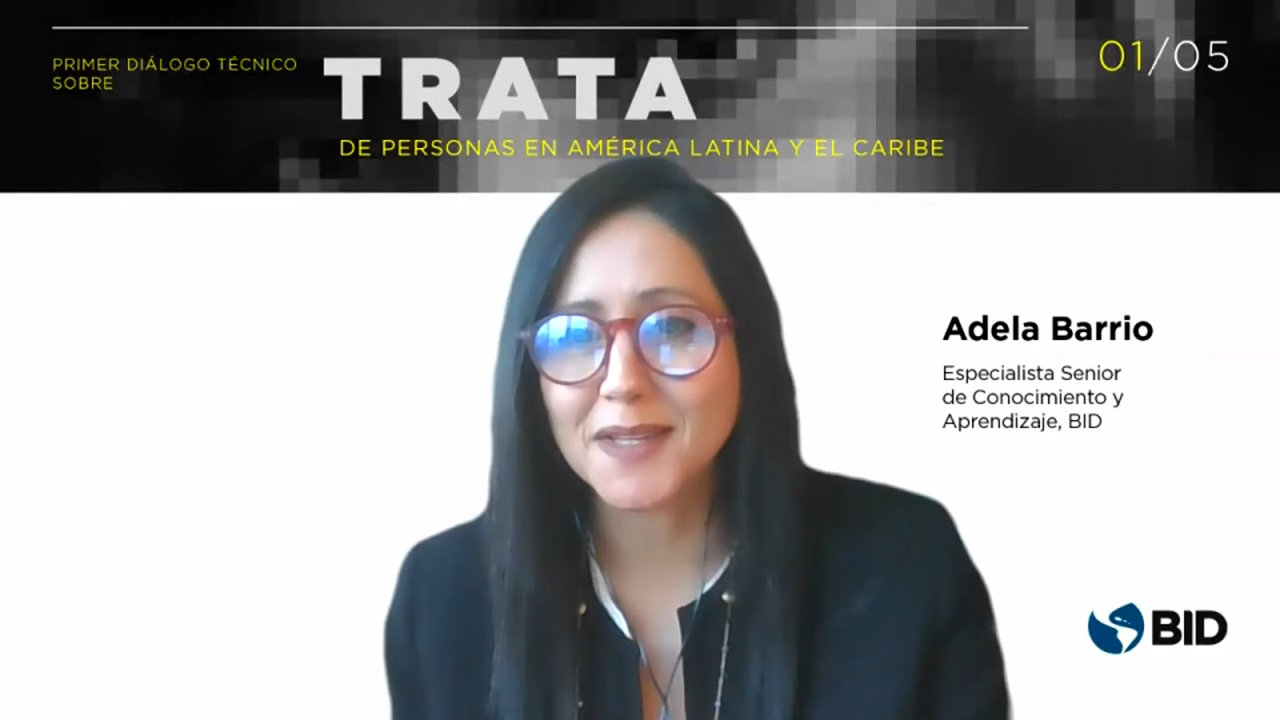 PRIMER DIÁLOGO TÉCNICO
SOBRE
TRATA
DE PERSONAS EN AMÉRICA LATINA Y EL CARIBE
01/05
Adela Barrio
Especialista Senior
de Conocimiento y
Aprendizaje, BID
BID